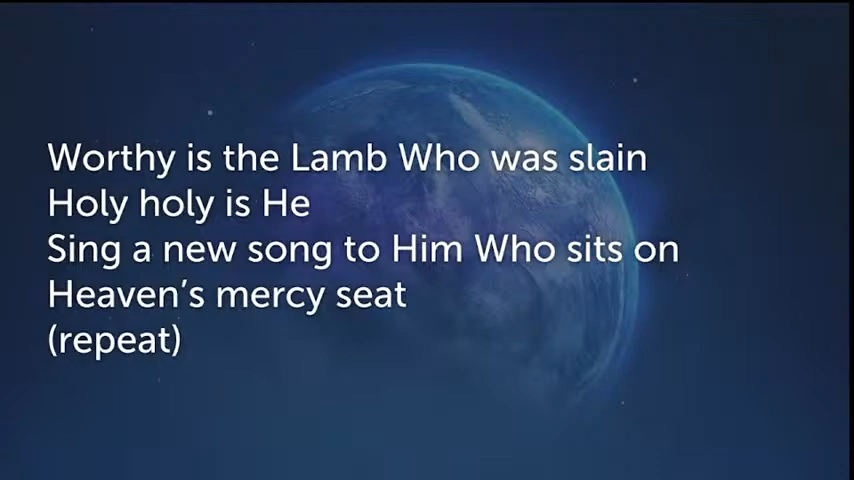 Worthy is the Lamb Who was slain
Holy holy is He
Sing a new song to Him Who sits on
Heaven’s mercy seat
(repeat)